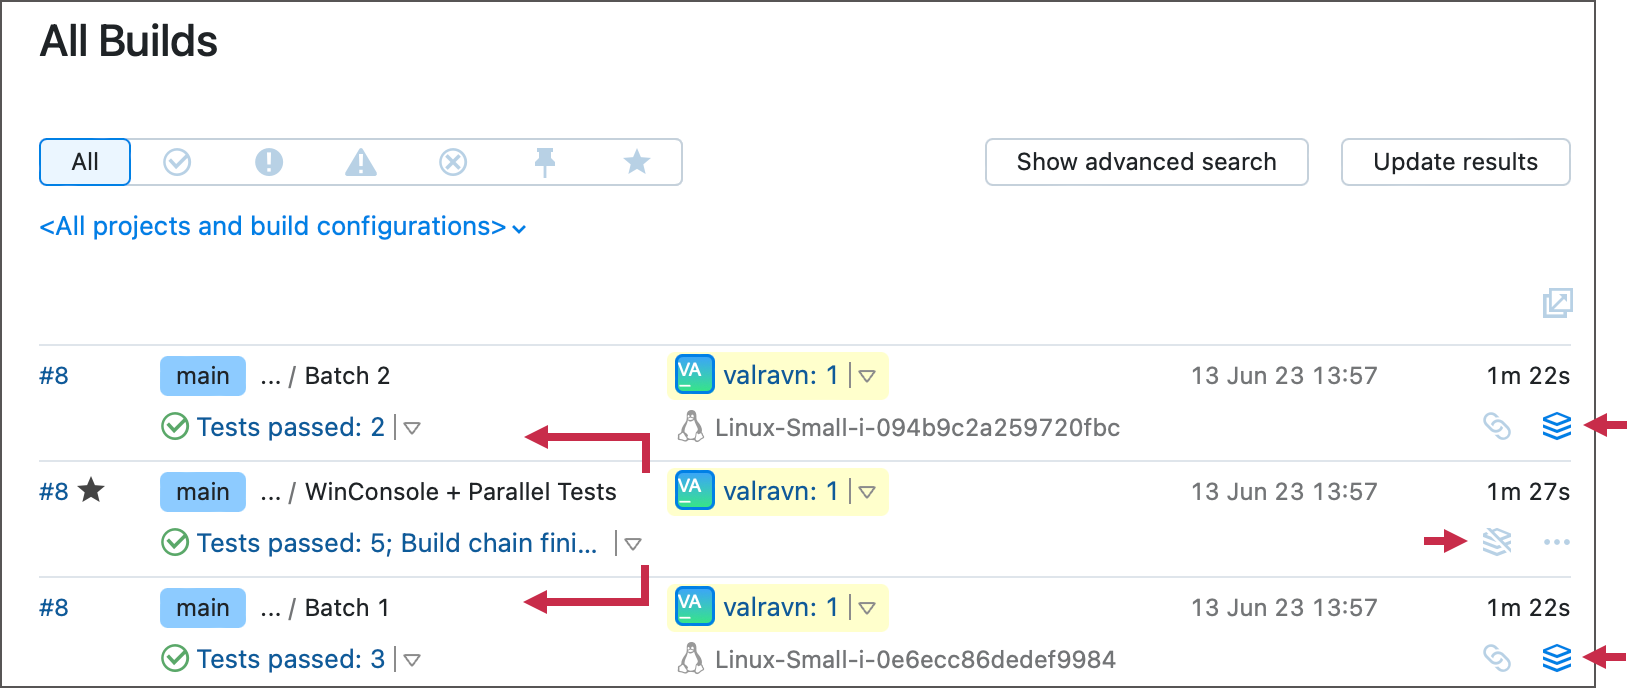 All Builds
All
Show advanced search
Update results
<All projects and build configurations>
#8 main ... / Batch 2 VA valravn: 1 13 Jun 23 13:57 1m 22s
Tests passed: 2 Linux-Small-i-094b9c2a259720fbc
#8 main ... / WinConsole + Parallel Tests VA valravn: 1 13 Jun 23 13:57 1m 27s
Tests passed: 5; Build chain fini...
#8 main ... / Batch 1 VA valravn: 1 13 Jun 23 13:57 1m 22s
Tests passed: 3 Linux-Small-i-0e6ecc86dedef9984